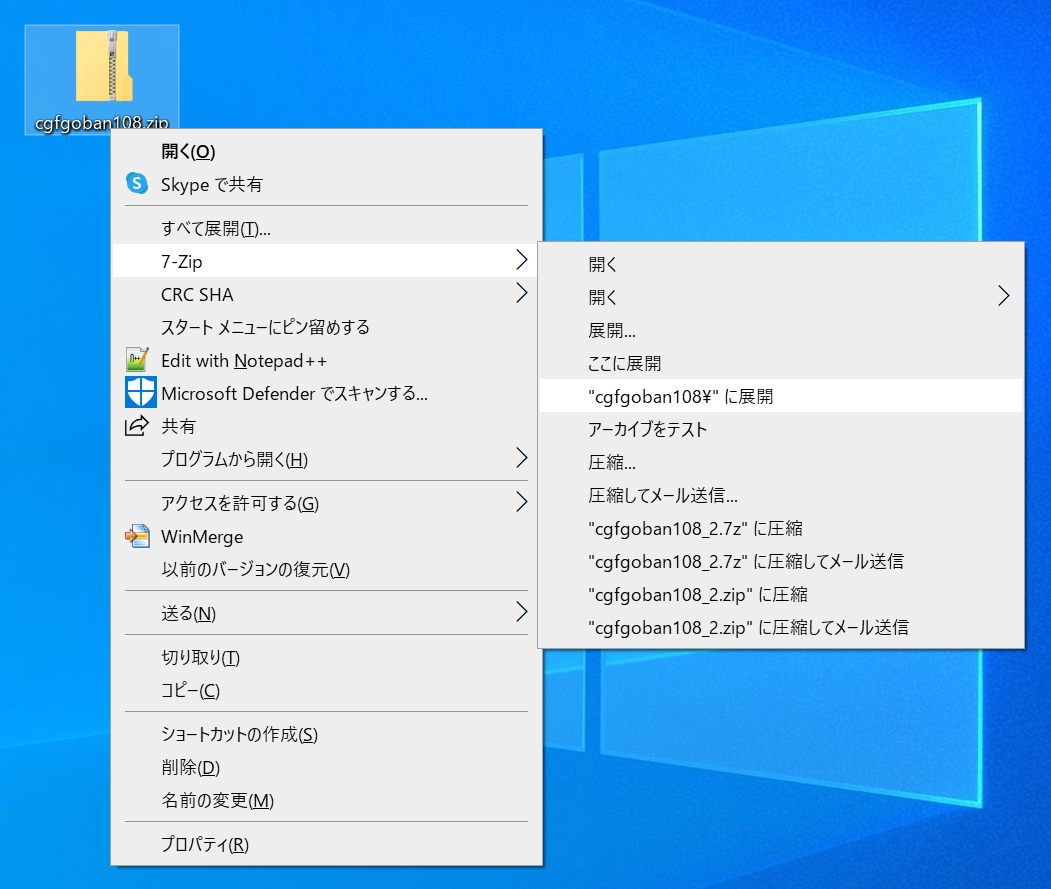 cgfgoban108.zip
開く(O)
Skype で共有
すべて展開(T)...
7-Zip
CRC SHA
スタート メニューにピン留めする
Edit with Notepad++
Microsoft Defender でスキャンする...
共有
プログラムから開く(H)
アクセスを許可する(G)
WinMerge
以前のバージョンの復元(V)
送る(N)
切り取り(T)
コピー(C)
ショートカットの作成(S)
削除(D)
名前の変更(M)
プロパティ(R)
開く
開く
展開...
ここに展開
"cgfgoban108¥" に展開
アーカイブをテスト
圧縮...
圧縮してメール送信...
"cgfgoban108_2.7z" に圧縮
"cgfgoban108_2.7z" に圧縮してメール送信
"cgfgoban108_2.zip" に圧縮
"cgfgoban108_2.zip" に圧縮してメール送信